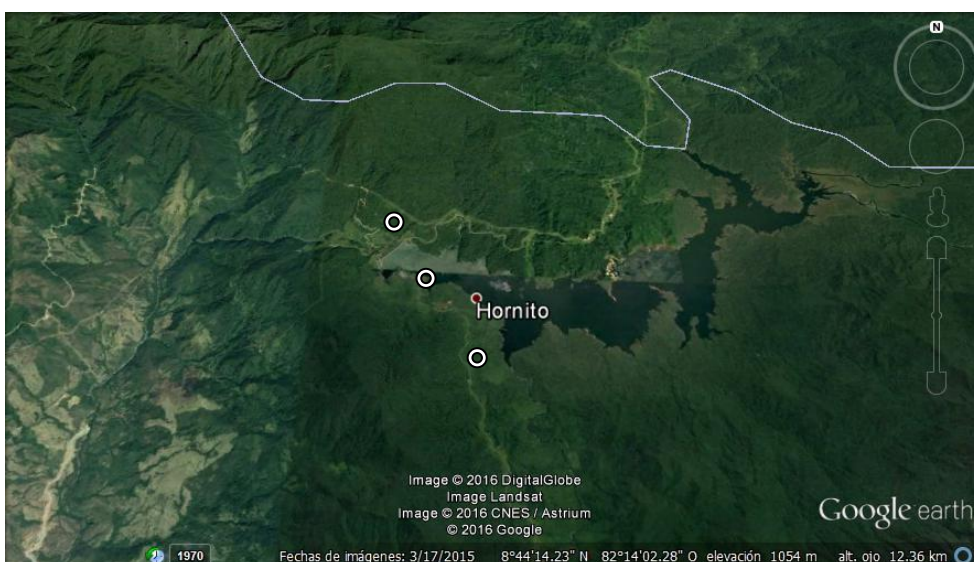 N
Hornito
Image © 2016 DigitalGlobe
Image Landsat
Image © 2016 CNES / Astrium
© 2016 Google
Google earth
1970
Fechas de imágenes: 3/17/2015 8°44'14.23" N 82°14'02.28" O elevación 1054 m alt. ojo 12.36 km